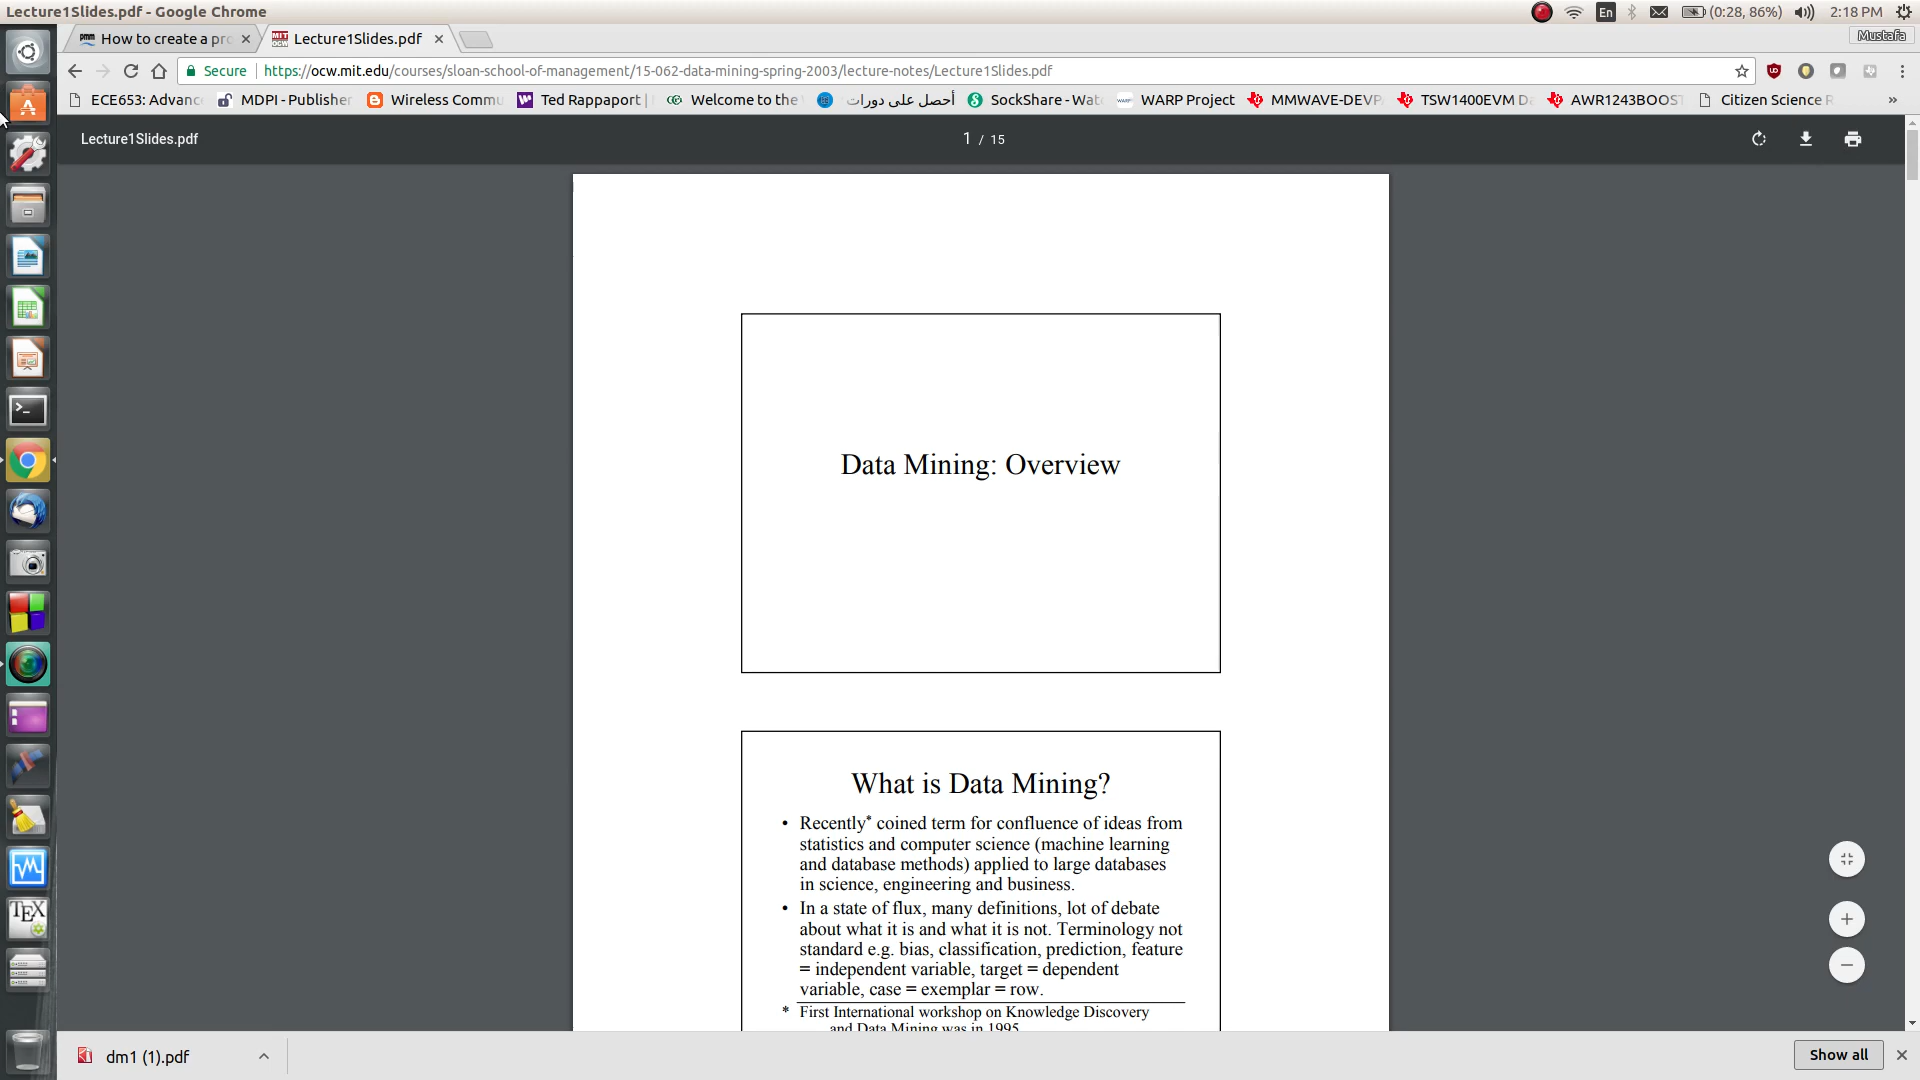 Lecture1Slides.pdf - Google Chrome
En
(0:28, 86%)
2:18 PM
How to create a pro
Lecture1Slides.pdf
Mustafa
Secure
https://ocw.mit.edu/courses/sloan-school-of-management/15-062-data-mining-spring-2003/lecture-notes/Lecture1Slides.pdf
ECE653: Advanc
MDPI - Publisher
Wireless Commu
Ted Rappaport |
Welcome to the
أحصل على دورات
SockShare - Wat
WARP Project
MMWAVE-DEVP
TSW1400EVM D
AWR1243BOOS
Citizen Science R
»
Lecture1Slides.pdf
1 / 15
Data Mining: Overview
What is Data Mining?
• Recently* coined term for confluence of ideas from
statistics and computer science (machine learning
and database methods) applied to large databases
in science, engineering and business.
• In a state of flux, many definitions, lot of debate
about what it is and what it is not. Terminology not
standard e.g. bias, classification, prediction, feature
= independent variable, target = dependent
variable, case = exemplar = row.
* First International workshop on Knowledge Discovery
and Data Mining was in 1995
TEX
dm1 (1).pdf
Show all